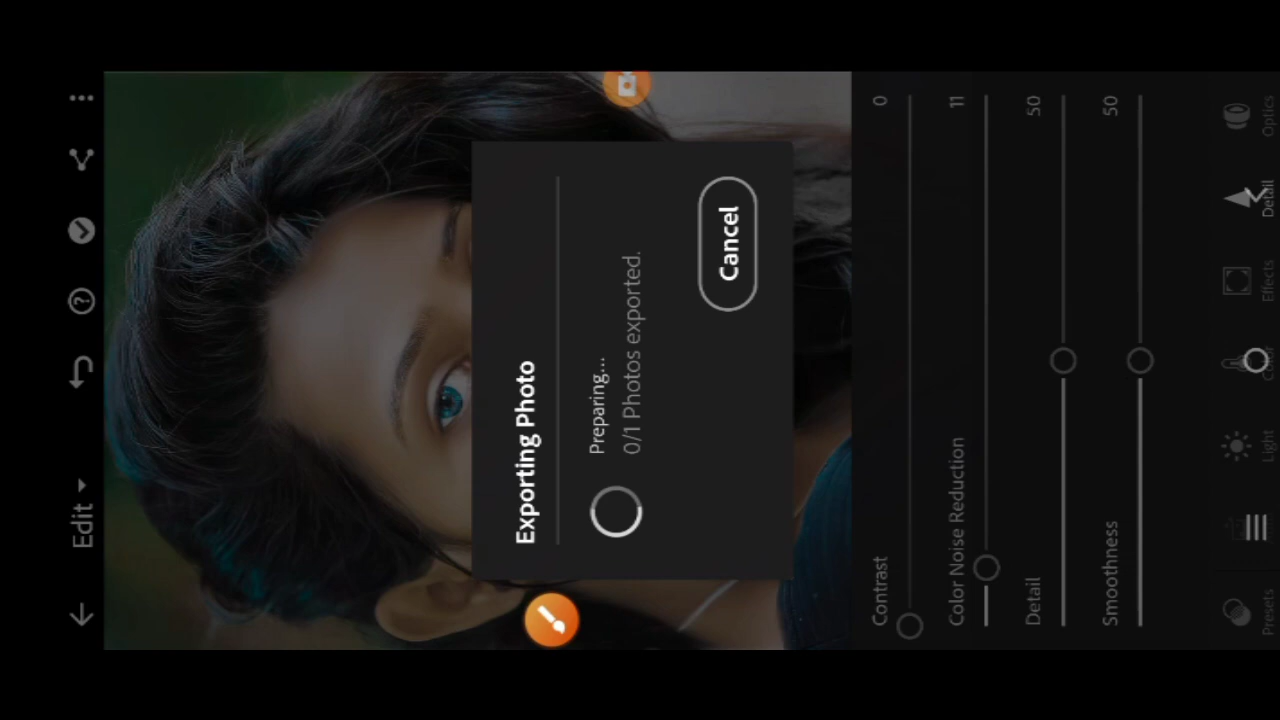 Edit
Exporting Photo
Preparing...
0/1 Photos exported.
Cancel
Contrast 0
Color Noise Reduction 11
Detail 50
Smoothness 50
Presets
Light
Color
Effects
Detail
Optics